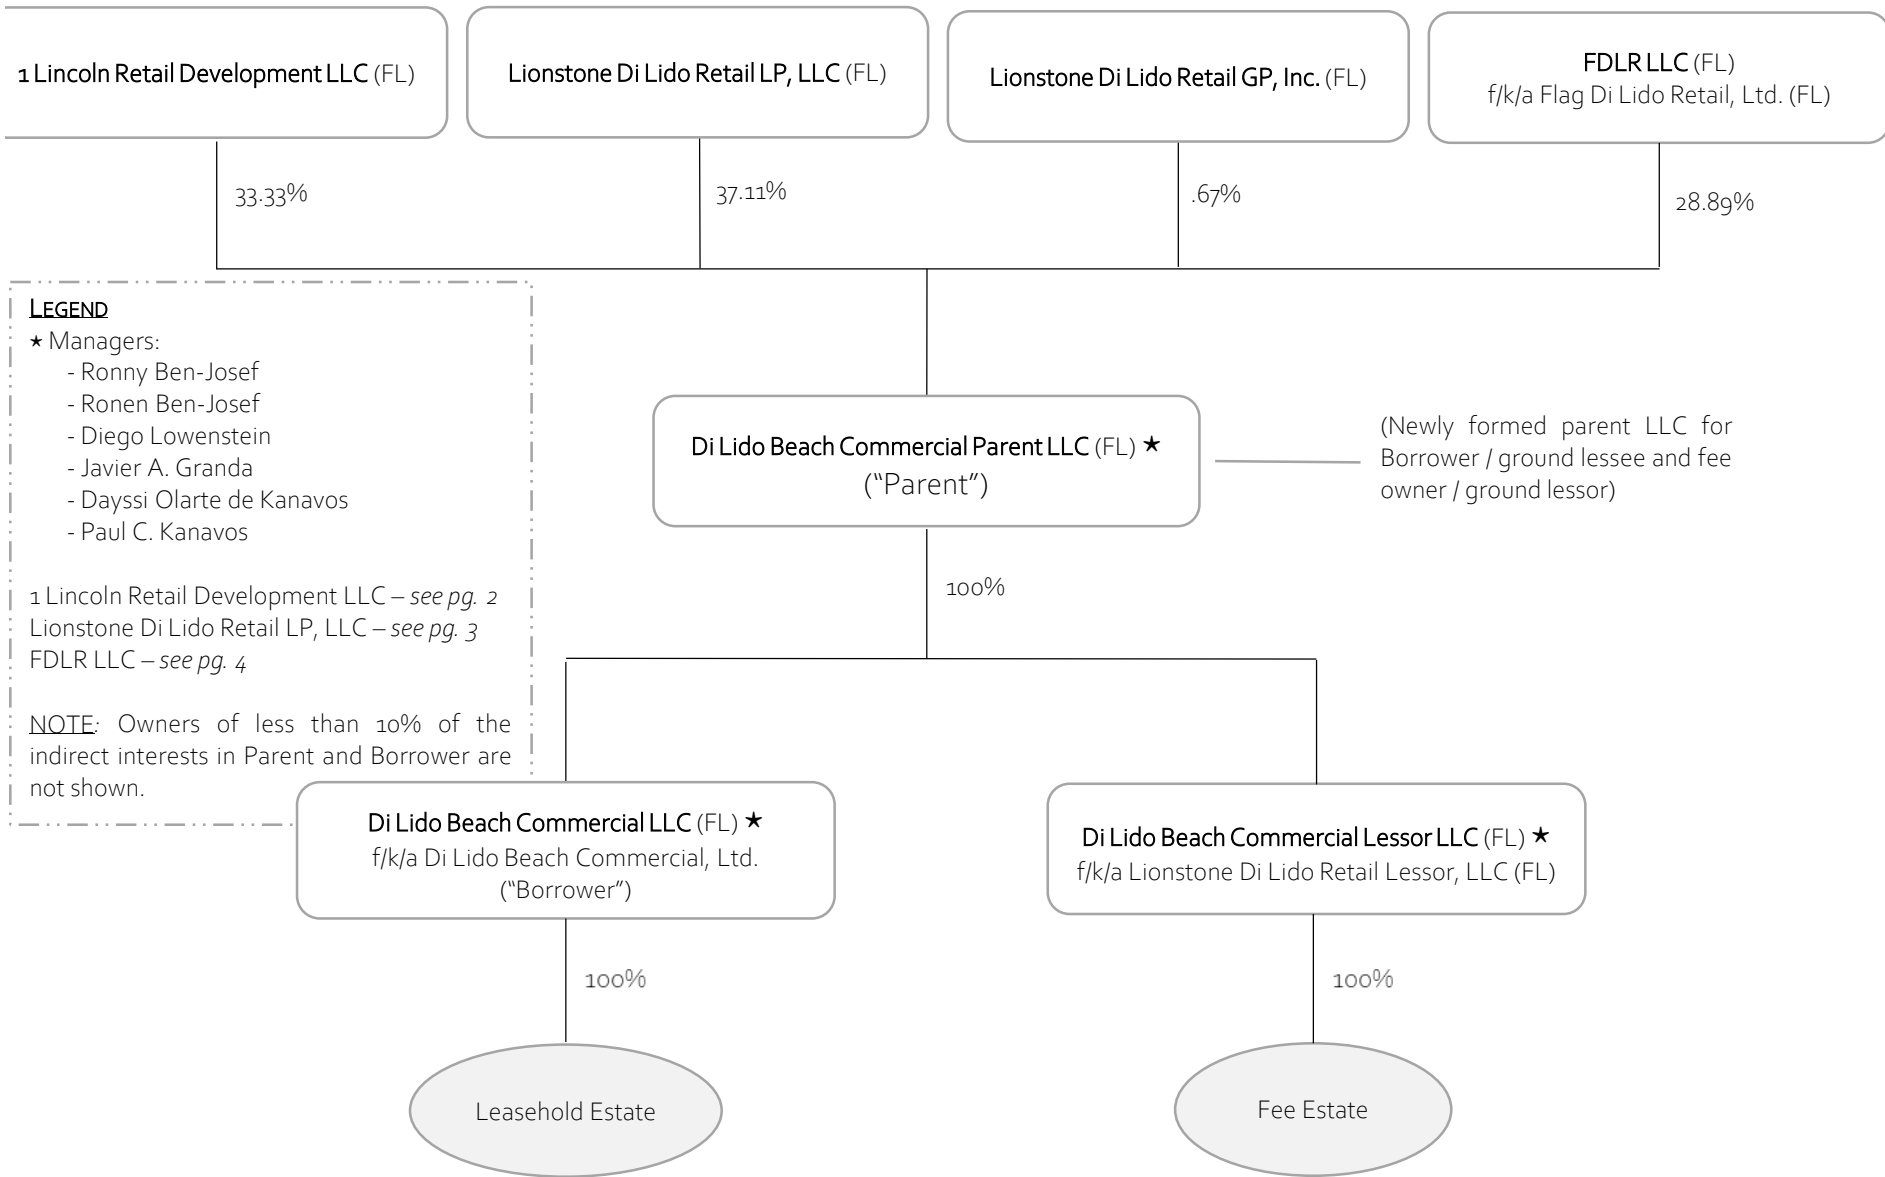 1 Lincoln Retail Development LLC (FL)
Lionstone Di Lido Retail LP, LLC (FL)
Lionstone Di Lido Retail GP, Inc. (FL)
FDLR LLC (FL)
f/k/a Flag Di Lido Retail, Ltd. (FL)
33.33%
37.11%
.67%
28.89%
LEGEND
★ Managers:
- Ronny Ben-Josef
- Ronen Ben-Josef
- Diego Lowenstein
- Javier A. Granda
- Dayssi Olarte de Kanavos
- Paul C. Kanavos
1 Lincoln Retail Development LLC – see pg. 2
Lionstone Di Lido Retail LP, LLC – see pg. 3
FDLR LLC – see pg. 4
NOTE: Owners of less than 10% of the
indirect interests in Parent and Borrower are
not shown.
Di Lido Beach Commercial Parent LLC (FL) ★
(“Parent”)
(Newly formed parent LLC for
Borrower / ground lessee and fee
owner / ground lessor)
100%
Di Lido Beach Commercial LLC (FL) ★
f/k/a Di Lido Beach Commercial, Ltd.
(“Borrower”)
Di Lido Beach Commercial Lessor LLC (FL) ★
f/k/a Lionstone Di Lido Retail Lessor, LLC (FL)
100%
100%
Leasehold Estate
Fee Estate